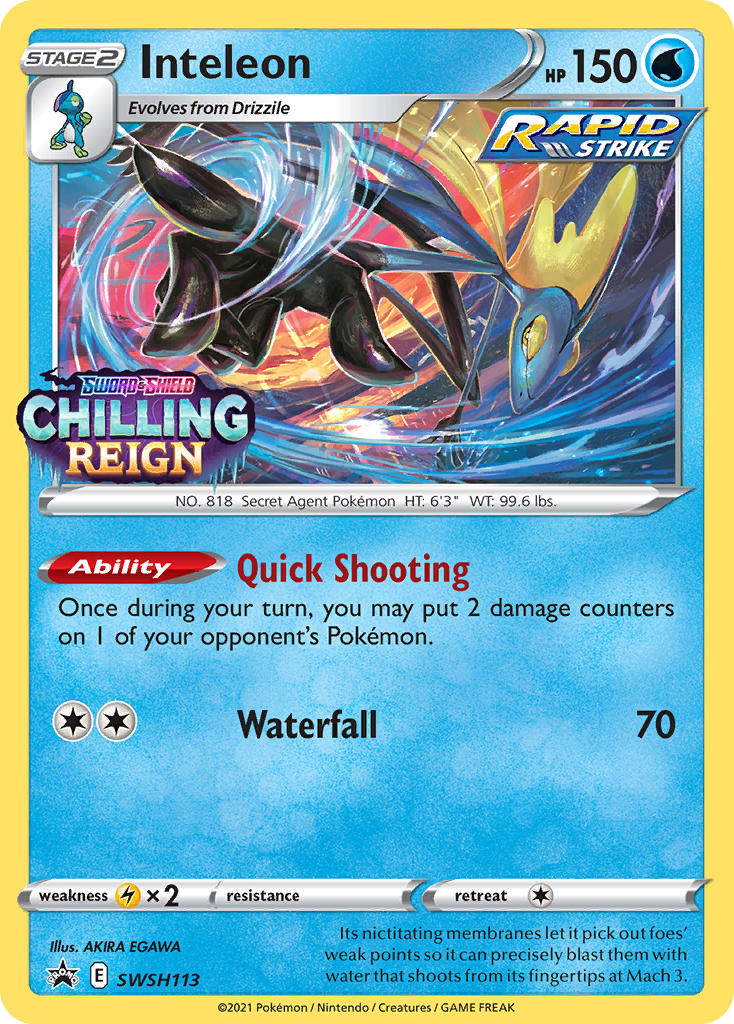 STAGE 2
Inteleon
HP 150
Evolves from Drizzile
RAPID
STRIKE
SWORD & SHIELD
CHILLING
REIGN
NO. 818 Secret Agent Pokémon HT: 6'3" WT: 99.6 lbs.
Ability Quick Shooting
Once during your turn, you may put 2 damage counters
on 1 of your opponent's Pokémon.
Waterfall 70
weakness ×2 resistance retreat
Illus. AKIRA EGAWA
Its nictitating membranes let it pick out foes'
weak points so it can precisely blast them with
water that shoots from its fingertips at Mach 3.
PROMO E SWSH113
©2021 Pokémon / Nintendo / Creatures / GAME FREAK